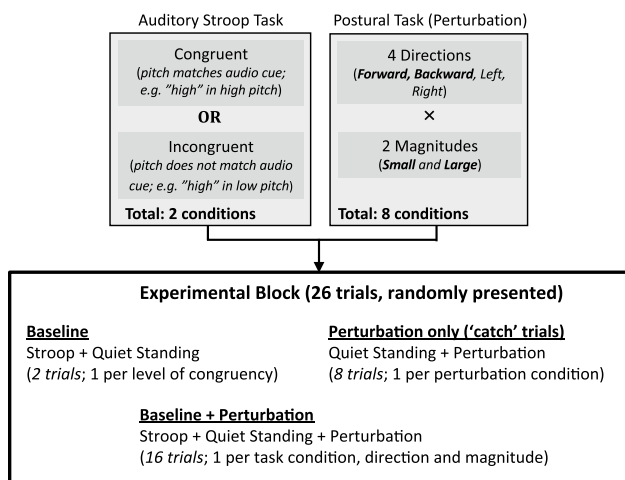 Auditory Stroop Task
Congruent
(pitch matches audio cue;
e.g. ”high” in high pitch)
OR
Incongruent
(pitch does not match audio
cue; e.g. ”high” in low pitch)
Total: 2 conditions
Postural Task (Perturbation)
4 Directions
(Forward, Backward, Left,
Right)
×
2 Magnitudes
(Small and Large)
Total: 8 conditions
Experimental Block (26 trials, randomly presented)
Baseline
Stroop + Quiet Standing
(2 trials; 1 per level of congruency)
Perturbation only (‘catch’ trials)
Quiet Standing + Perturbation
(8 trials; 1 per perturbation condition)
Baseline + Perturbation
Stroop + Quiet Standing + Perturbation
(16 trials; 1 per task condition, direction and magnitude)